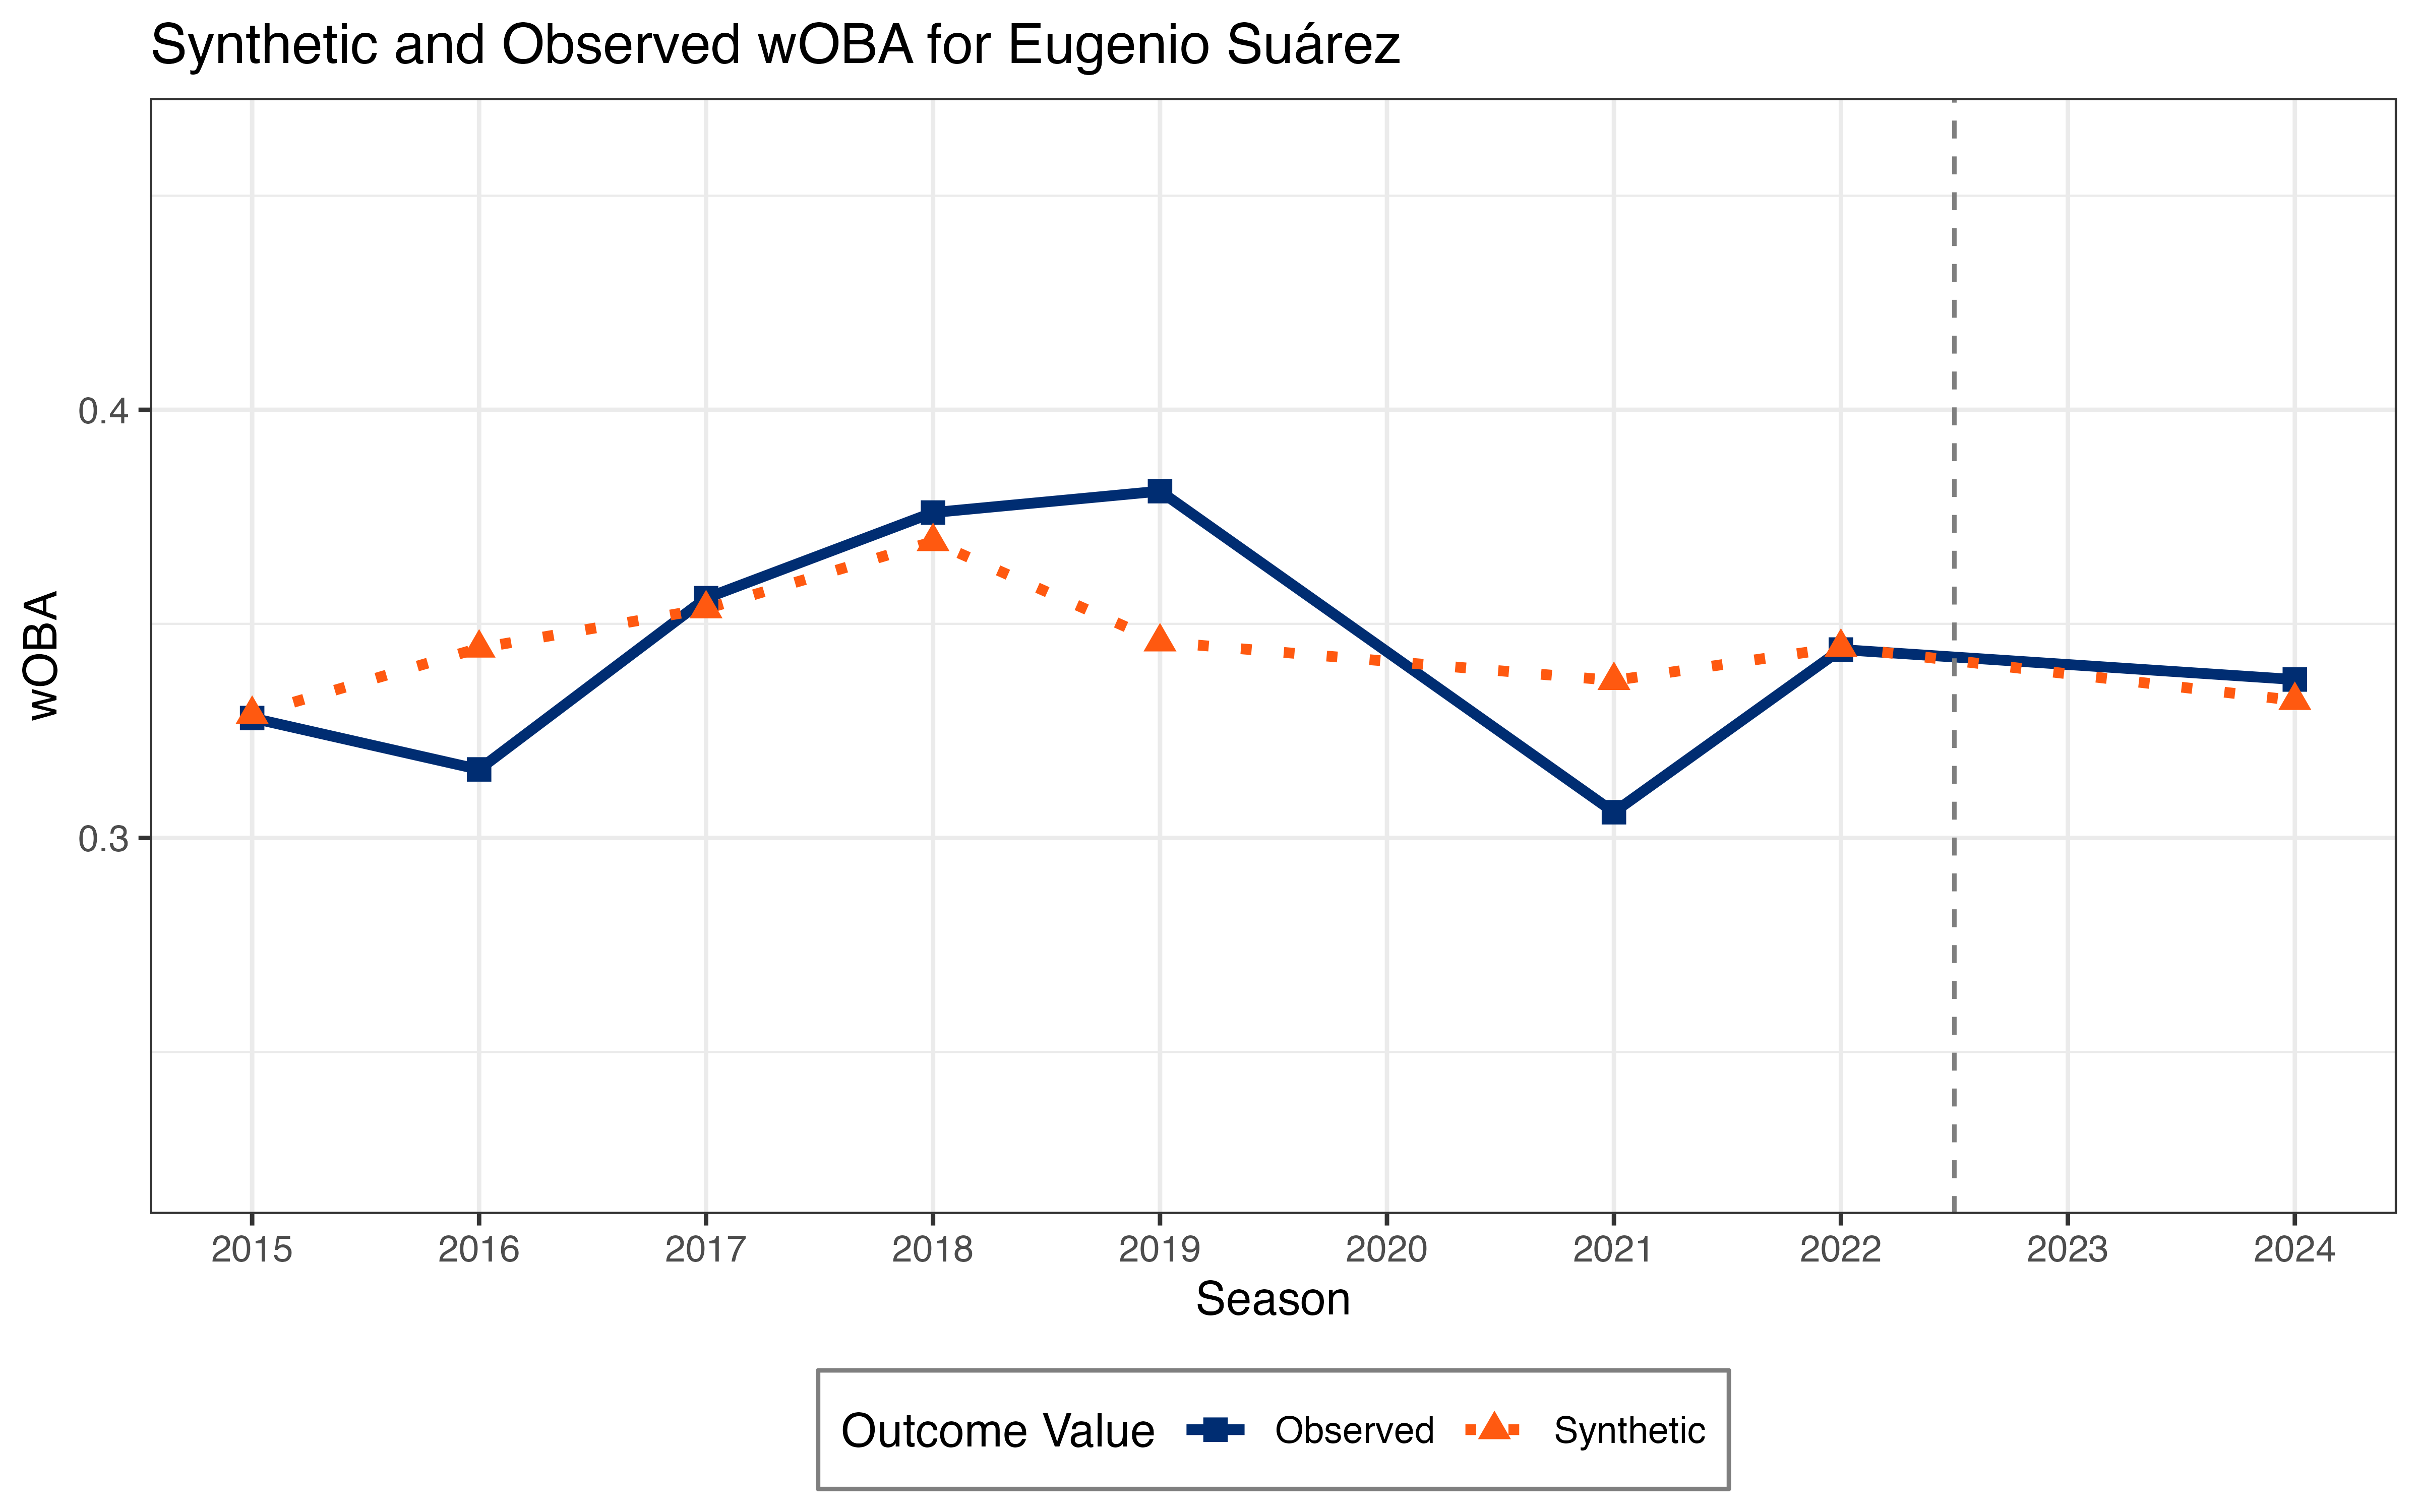 Synthetic and Observed wOBA for Eugenio Suárez
wOBA
0.4
0.3
2015 2016 2017 2018 2019 2020 2021 2022 2023 2024
Season
Outcome Value Observed Synthetic